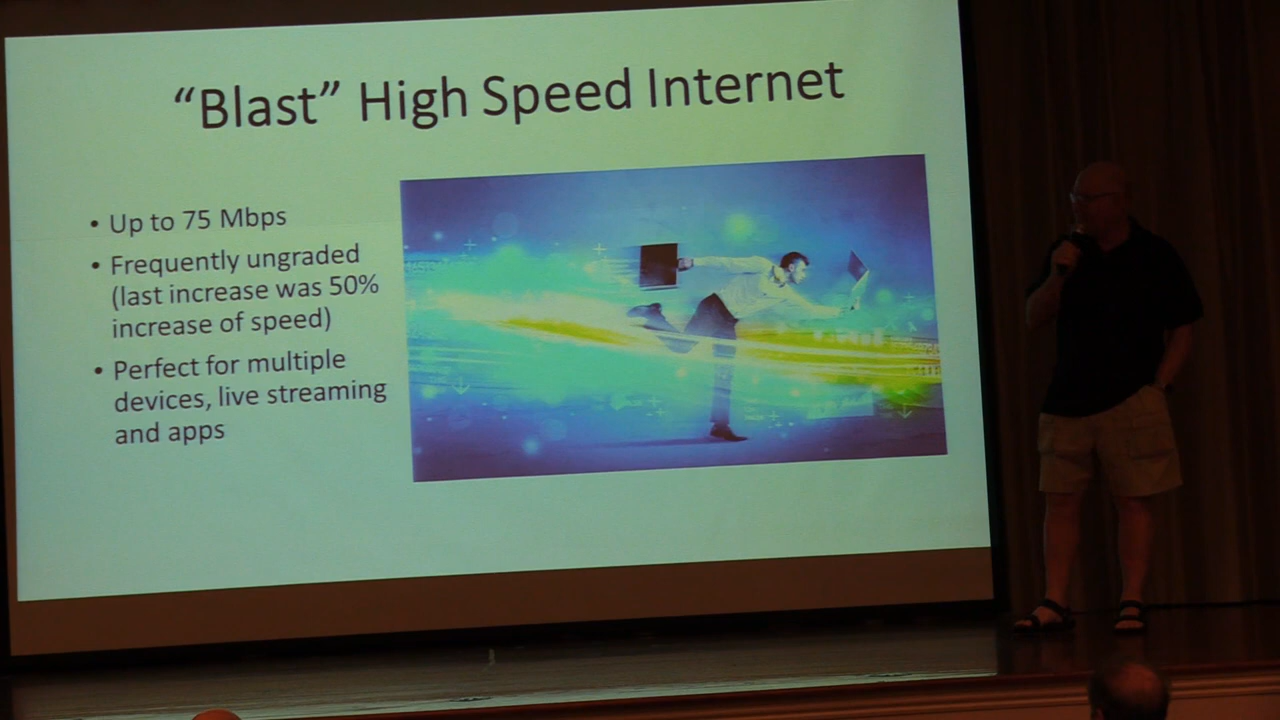 “Blast” High Speed Internet
• Up to 75 Mbps
• Frequently ungraded
(last increase was 50%
increase of speed)
• Perfect for multiple
devices, live streaming
and apps